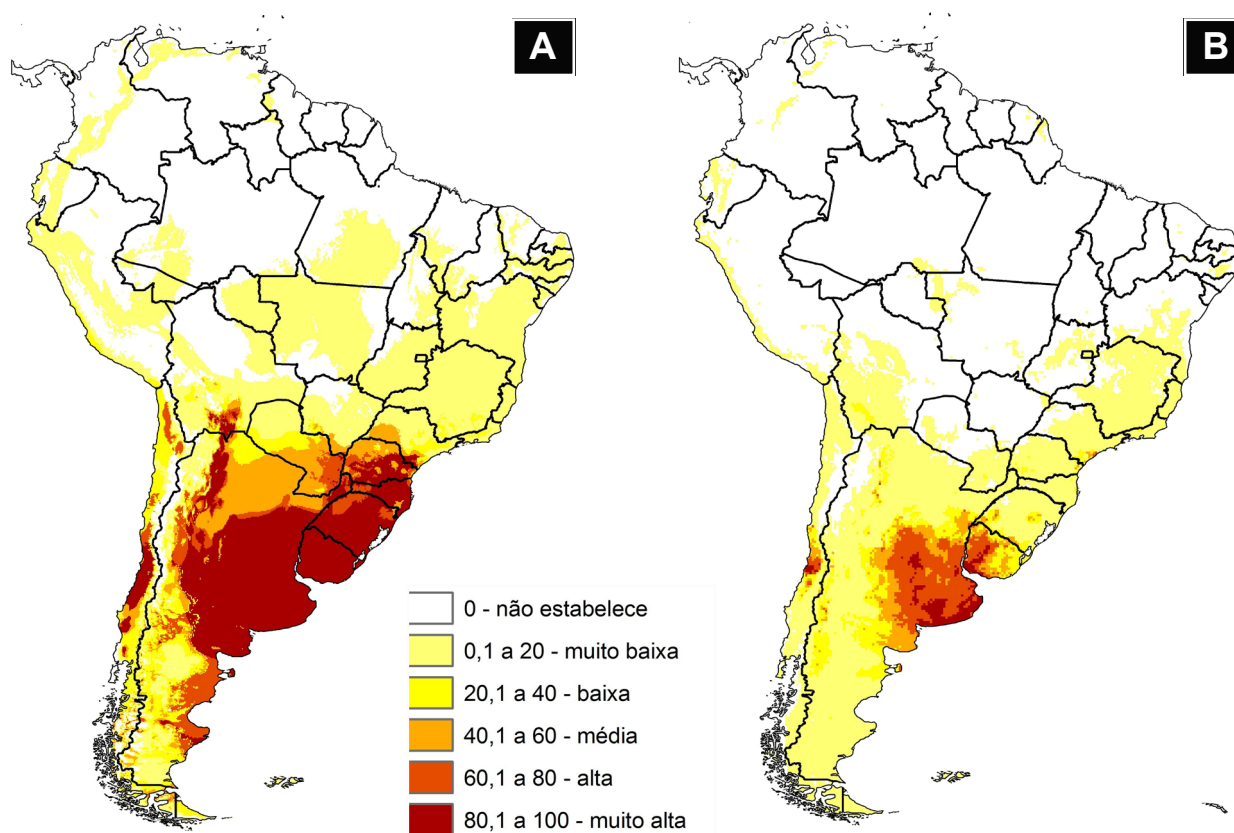 A
B
0 - não estabelece
0,1 a 20 - muito baixa
20,1 a 40 - baixa
40,1 a 60 - média
60,1 a 80 - alta
80,1 a 100 - muito alta